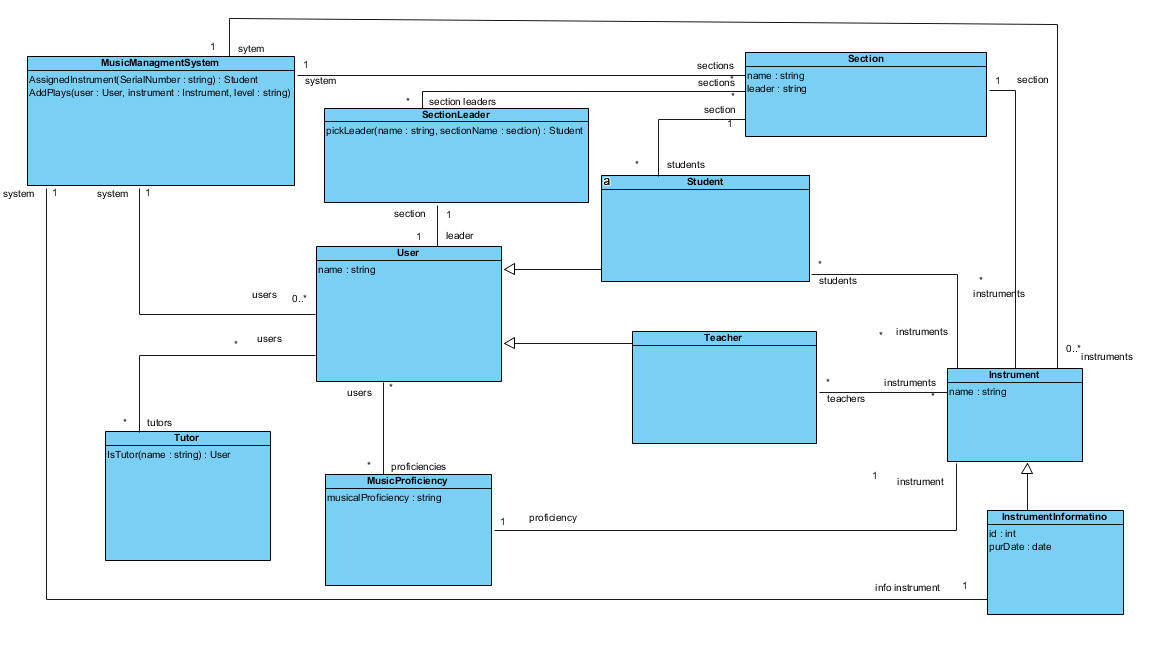 1
sytem
MusicManagmentSystem
AssignedInstrument(SerialNumber : string) : Student
AddPlays(user : User, instrument : Instrument, level : string)
1
system
sections
*
sections
*
Section
name : string
leader : string
1
section
*
section leaders
SectionLeader
pickLeader(name : string, sectionName : section) : Student
section
1
*
students
a
Student
system
1
system
1
section
1
1
leader
User
name : string
*
students
*
instruments
users
0..*
*
users
*
instruments
Teacher
0..*
instruments
Instrument
name : string
*
teachers
instruments
*
users
*
*
tutors
Tutor
IsTutor(name : string) : User
*
proficiencies
MusicProficiency
musicalProficiency : string
1
proficiency
1
instrument
InstrumentInformatino
id : int
purDate : date
info instrument
1